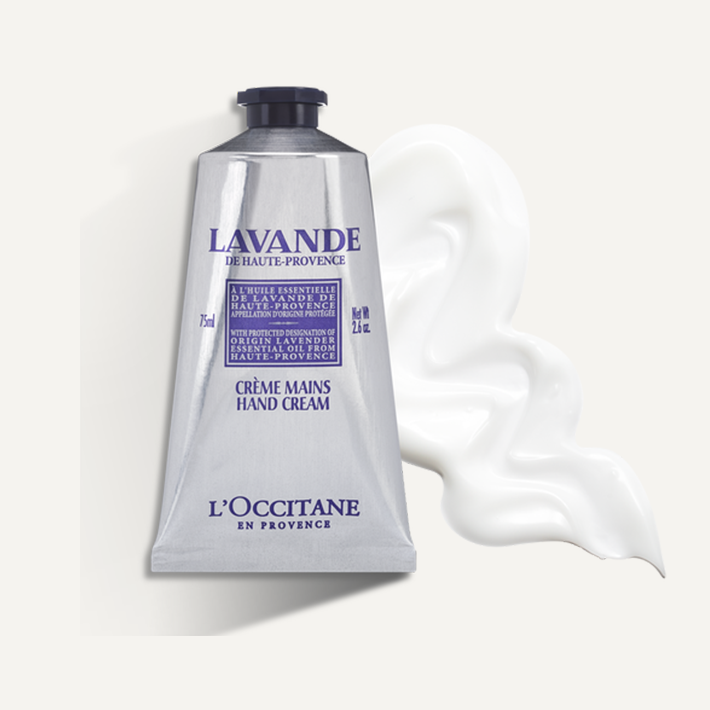 LAVANDE
DE HAUTE-PROVENCE
À L'HUILE ESSENTIELLE
DE LAVANDE DE
HAUTE-PROVENCE
APPELLATION D'ORIGINE PROTÉGÉE
WITH PROTECTED DESIGNATION OF
ORIGIN LAVENDER
ESSENTIAL OIL FROM
HAUTE-PROVENCE
75ml
Net Wt
2.6 oz.
CRÈME MAINS
HAND CREAM
L'OCCITANE
EN PROVENCE